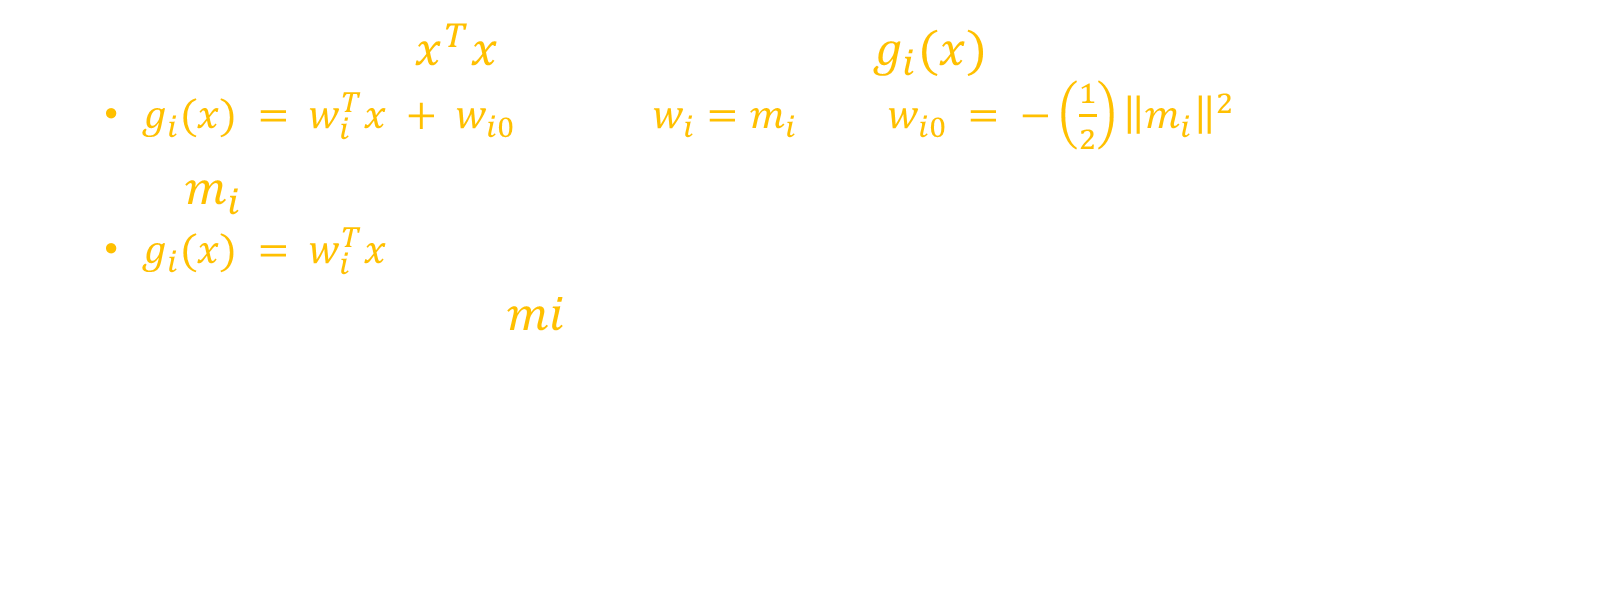 𝑥ᵀ𝑥 𝑔ᵢ(𝑥)
• 𝑔ᵢ(𝑥) = 𝑤ᵢᵀ𝑥 + 𝑤ᵢ₀ 𝑤ᵢ = 𝑚ᵢ 𝑤ᵢ₀ = −(1/2)‖𝑚ᵢ‖²
𝑚ᵢ
• 𝑔ᵢ(𝑥) = 𝑤ᵢᵀ𝑥
𝑚𝑖